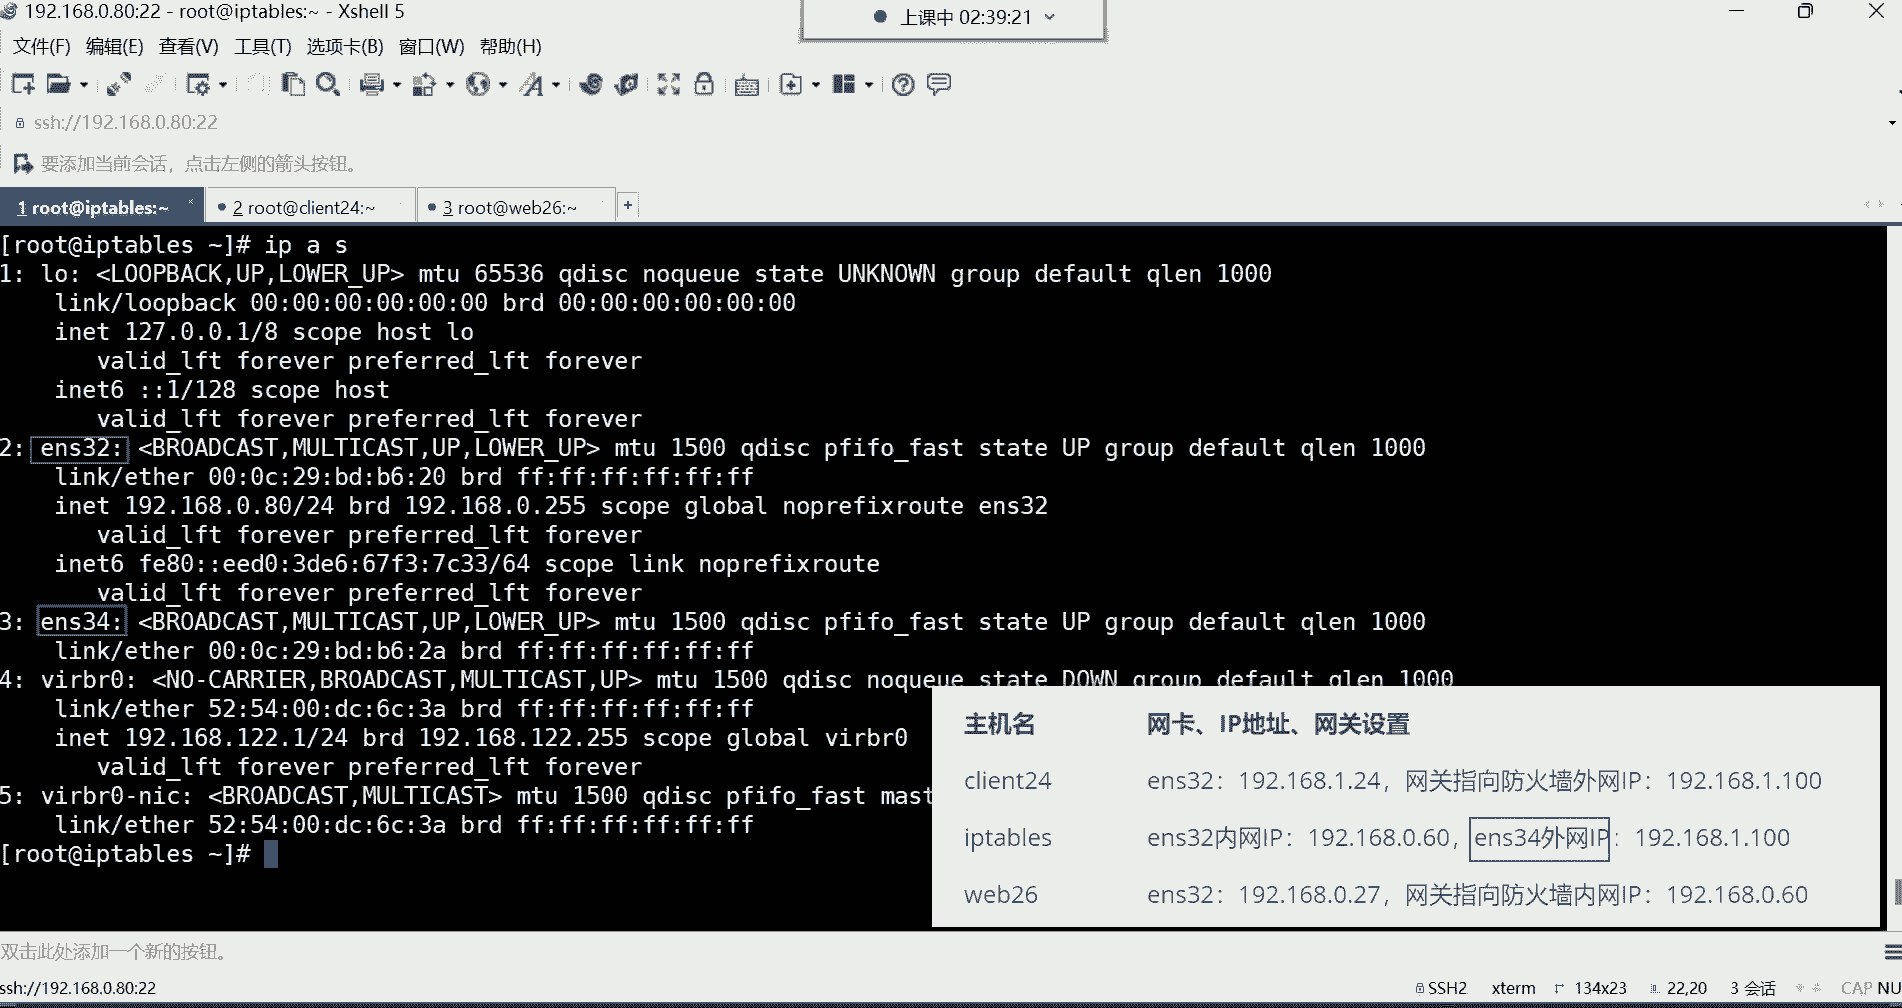 192.168.0.80:22 - root@iptables:~ - Xshell 5
上课中 02:39:21
文件(F) 编辑(E) 查看(V) 工具(T) 选项卡(B) 窗口(W) 帮助(H)
ssh://192.168.0.80:22
要添加当前会话，点击左侧的箭头按钮。
1 root@iptables:~ × 2 root@client24:~ 3 root@web26:~ +
[root@iptables ~]# ip a s
1: lo: <LOOPBACK,UP,LOWER_UP> mtu 65536 qdisc noqueue state UNKNOWN group default qlen 1000
link/loopback 00:00:00:00:00:00 brd 00:00:00:00:00:00
inet 127.0.0.1/8 scope host lo
valid_lft forever preferred_lft forever
inet6 ::1/128 scope host
valid_lft forever preferred_lft forever
2: ens32: <BROADCAST,MULTICAST,UP,LOWER_UP> mtu 1500 qdisc pfifo_fast state UP group default qlen 1000
link/ether 00:0c:29:bd:b6:20 brd ff:ff:ff:ff:ff:ff
inet 192.168.0.80/24 brd 192.168.0.255 scope global noprefixroute ens32
valid_lft forever preferred_lft forever
inet6 fe80::eed0:3de6:67f3:7c33/64 scope link noprefixroute
valid_lft forever preferred_lft forever
3: ens34: <BROADCAST,MULTICAST,UP,LOWER_UP> mtu 1500 qdisc pfifo_fast state UP group default qlen 1000
link/ether 00:0c:29:bd:b6:2a brd ff:ff:ff:ff:ff:ff
4: virbr0: <NO-CARRIER,BROADCAST,MULTICAST,UP> mtu 1500 qdisc noqueue state DOWN group default qlen 1000
link/ether 52:54:00:dc:6c:3a brd ff:ff:ff:ff:ff:ff
inet 192.168.122.1/24 brd 192.168.122.255 scope global virbr0
valid_lft forever preferred_lft forever
5: virbr0-nic: <BROADCAST,MULTICAST> mtu 1500 qdisc pfifo_fast mast
link/ether 52:54:00:dc:6c:3a brd ff:ff:ff:ff:ff:ff
[root@iptables ~]#
主机名 网卡、IP地址、网关设置
client24 ens32：192.168.1.24，网关指向防火墙外网IP：192.168.1.100
iptables ens32内网IP：192.168.0.60，ens34外网IP：192.168.1.100
web26 ens32：192.168.0.27，网关指向防火墙内网IP：192.168.0.60
双击此处添加一个新的按钮。
ssh://192.168.0.80:22 SSH2 xterm 134x23 22,20 3 会话 CAP NU